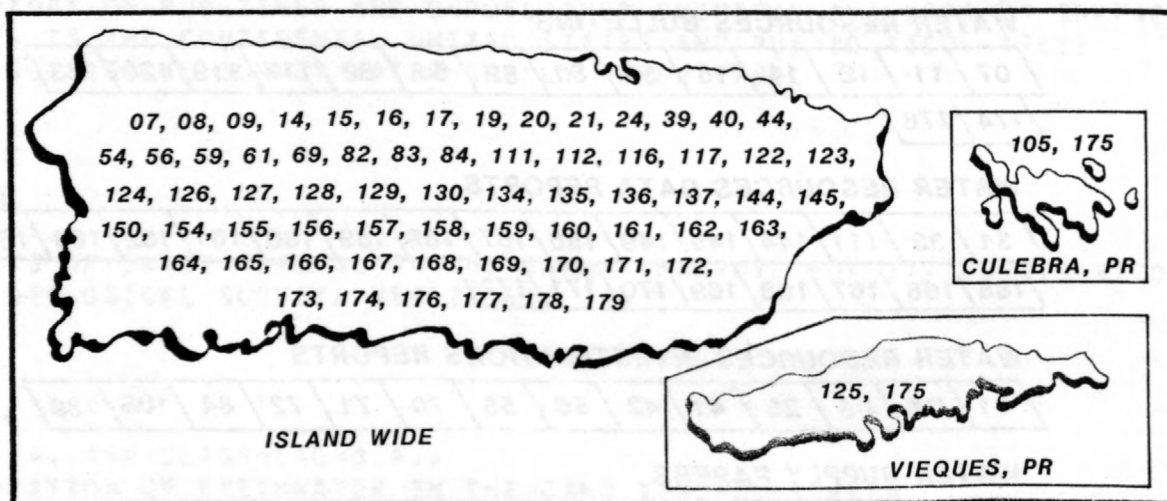 07, 08, 09, 14, 15, 16, 17, 19, 20, 21, 24, 39, 40, 44,
54, 56, 59, 61, 69, 82, 83, 84, 111, 112, 116, 117, 122, 123,
124, 126, 127, 128, 129, 130, 134, 135, 136, 137, 144, 145,
150, 154, 155, 156, 157, 158, 159, 160, 161, 162, 163,
164, 165, 166, 167, 168, 169, 170, 171, 172,
173, 174, 176, 177, 178, 179
ISLAND WIDE
105, 175
CULEBRA, PR
125, 175
VIEQUES, PR